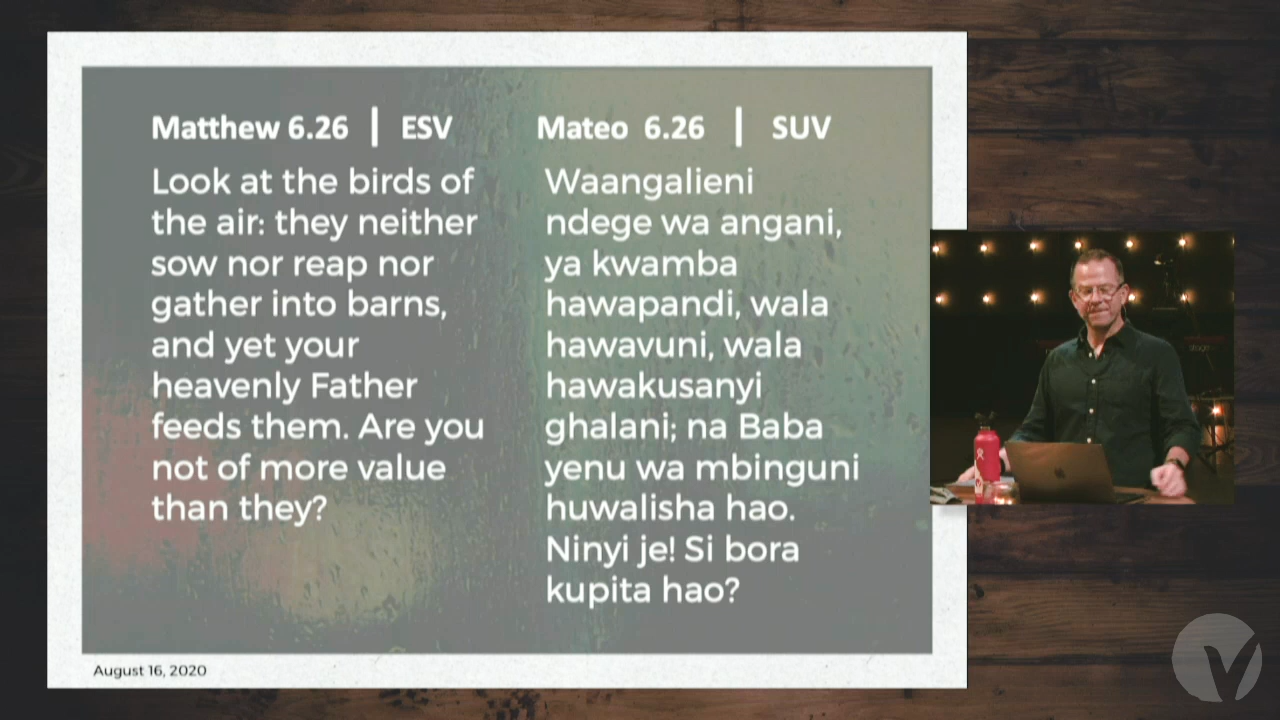 Matthew 6.26 | ESV
Look at the birds of
the air: they neither
sow nor reap nor
gather into barns,
and yet your
heavenly Father
feeds them. Are you
not of more value
than they?
Mateo 6.26 | SUV
Waangalieni
ndege wa angani,
ya kwamba
hawapandi, wala
hawavuni, wala
hawakusanyi
ghalani; na Baba
yenu wa mbinguni
huwalisha hao.
Ninyi je! Si bora
kupita hao?
August 16, 2020